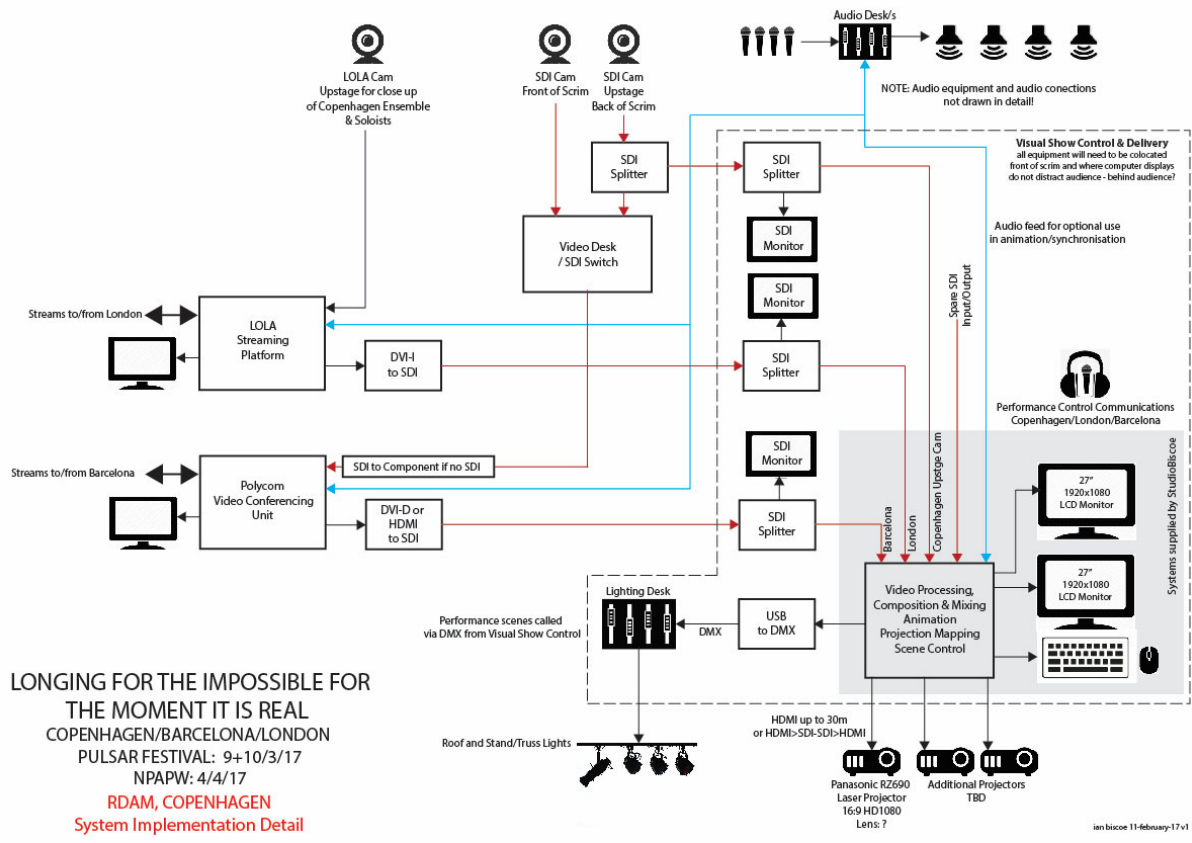 Audio Desk/s
LOLA Cam
Upstage for close up
of Copenhagen Ensemble
& Soloists
SDI Cam
Front of Scrim
SDI Cam
Upstage
Back of Scrim
NOTE: Audio equipment and audio conections
not drawn in detail!
Visual Show Control & Delivery
all equipment will need to be colocated
front of scrim and where computer displays
do not distract audience - behind audience?
SDI
Splitter
SDI
Splitter
Video Desk
/ SDI Switch
SDI
Monitor
Audio feed for optional use
in animation/synchronisation
SDI
Monitor
Spare SDI
Input/Output
Streams to/from London
LOLA
Streaming
Platform
DVI-I
to SDI
SDI
Splitter
Performance Control Communications
Copenhagen/London/Barcelona
SDI
Monitor
Streams to/from Barcelona
SDI to Component if no SDI
Polycom
Video Conferencing
Unit
DVI-D or
HDMI
to SDI
SDI
Splitter
Barcelona
London
Copenhagen Upstge Cam
27"
1920x1080
LCD Monitor
Systems supplied by StudioBiscoe
27"
1920x1080
LCD Monitor
Video Processing,
Composition & Mixing
Animation
Projection Mapping
Scene Control
Lighting Desk
Performance scenes called
via DMX from Visual Show Control
DMX
USB
to DMX
LONGING FOR THE IMPOSSIBLE FOR
THE MOMENT IT IS REAL
COPENHAGEN/BARCELONA/LONDON
PULSAR FESTIVAL: 9+10/3/17
NPAPW: 4/4/17
RDAM, COPENHAGEN
System Implementation Detail
Roof and Stand/Truss Lights
HDMI up to 30m
or HDMI>SDI-SDI>HDMI
Panasonic RZ690
Laser Projector
16:9 HD1080
Lens: ?
Additional Projectors
TBD
ian biscoe 11-february-17 v1